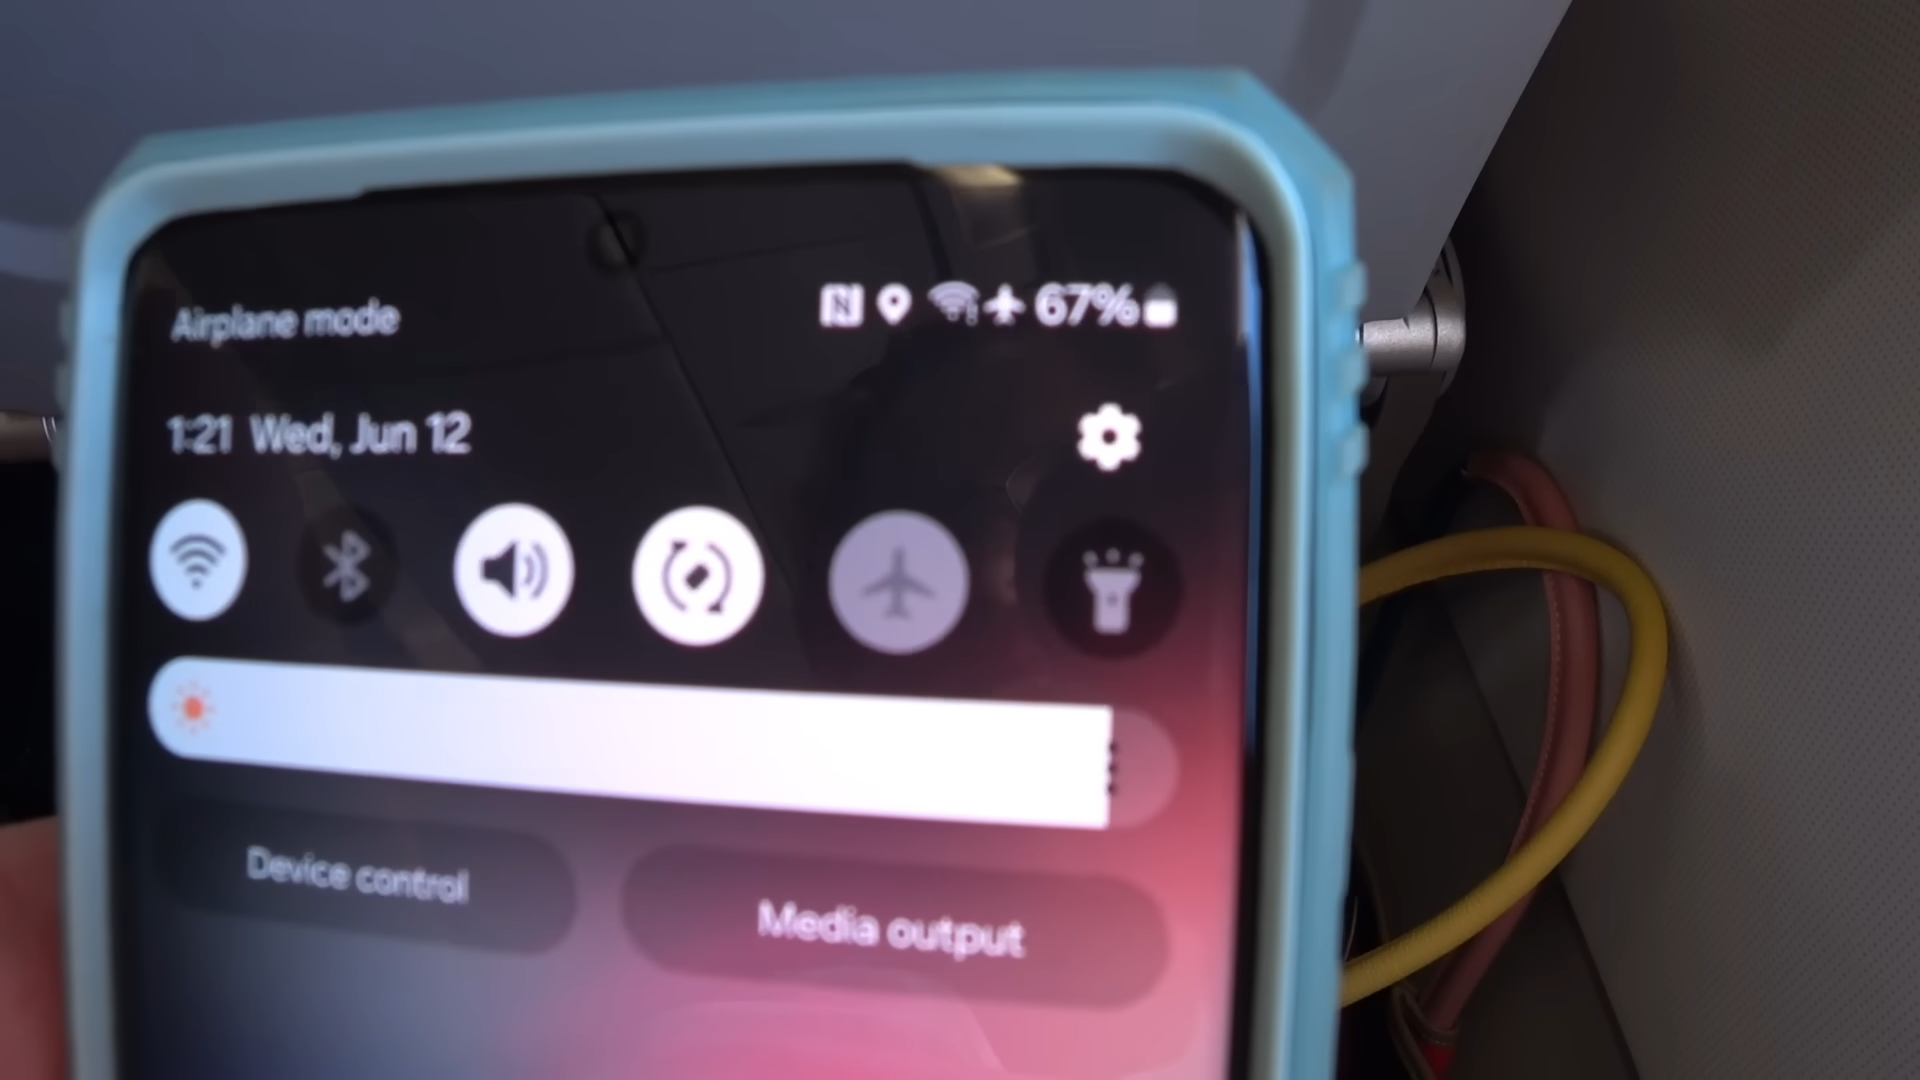 Airplane mode 67%
1:21 Wed, Jun 12
Device control
Media output